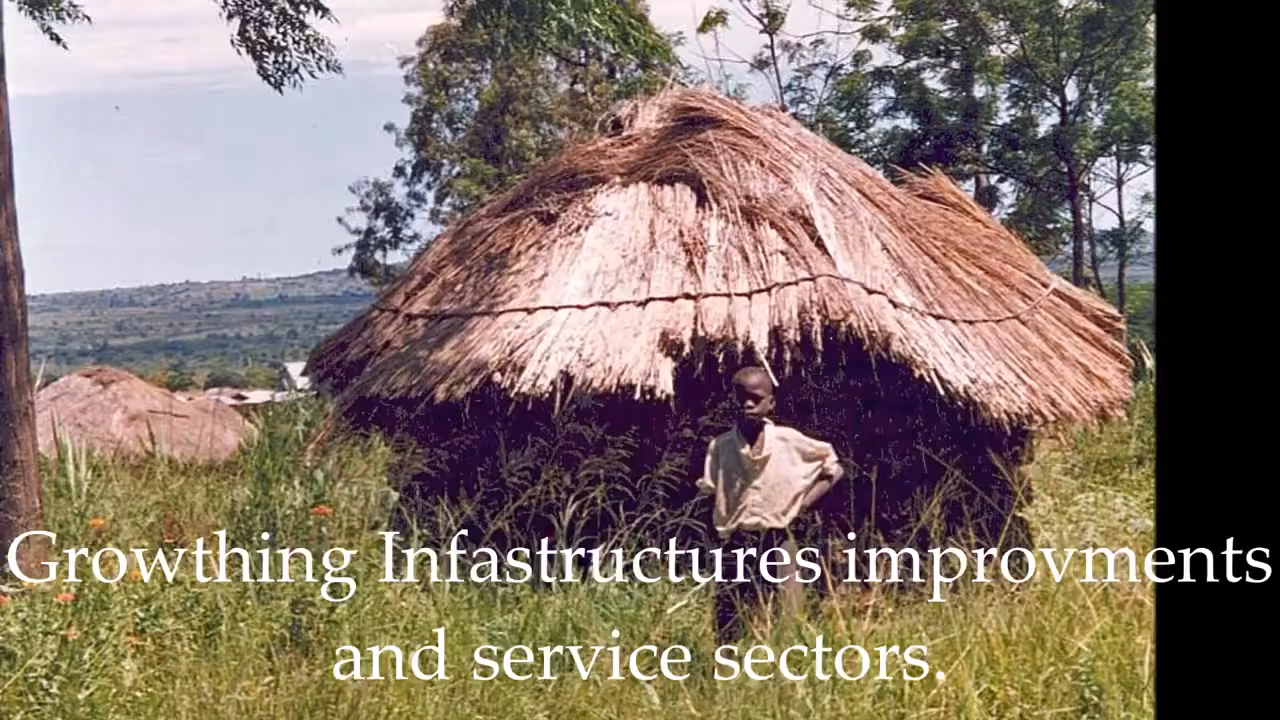 Growthing Infastructures improvments
and service sectors.